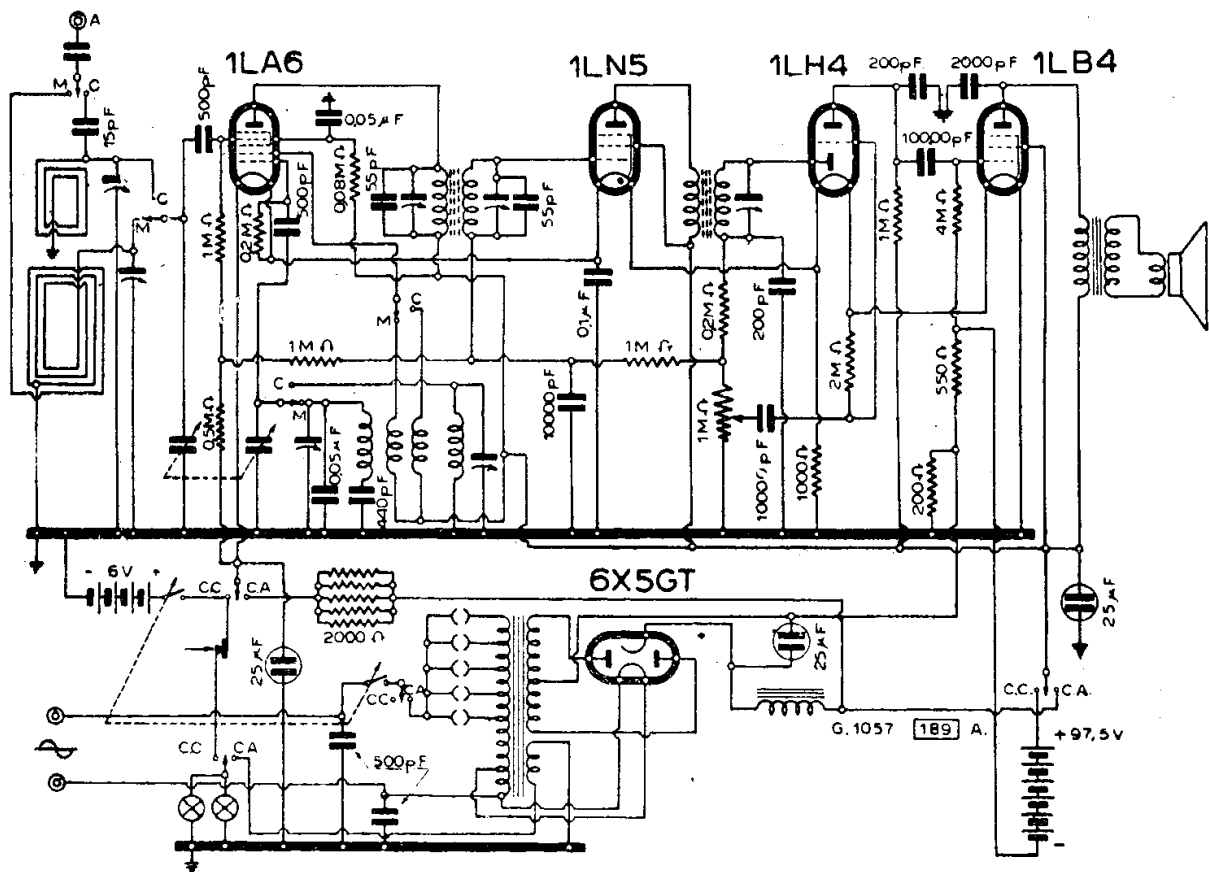 A
M
C
15pF
500pF
1LA6
0,05µF
1LN5
1LH4
200pF
2000pF
1LB4
10000pF
C
M
1MΩ
0,2MΩ
500pF
0,08MΩ
55pF
55pF
0,1µF
0,2MΩ
200pF
1MΩ
4MΩ
C
M
1MΩ
1MΩ
10000pF
2MΩ
550Ω
C
M
0,5MΩ
0,05µF
440pF
1MΩ
10000pF
1000Ω
200Ω
- 6V +
C.C.
C.A.
2000Ω
6X5GT
25µF
25µF
25µF
C.C.
C.A.
C.C.
C.A.
G.1057 189 A.
+97,5V
C.C
C.A
500pF
-